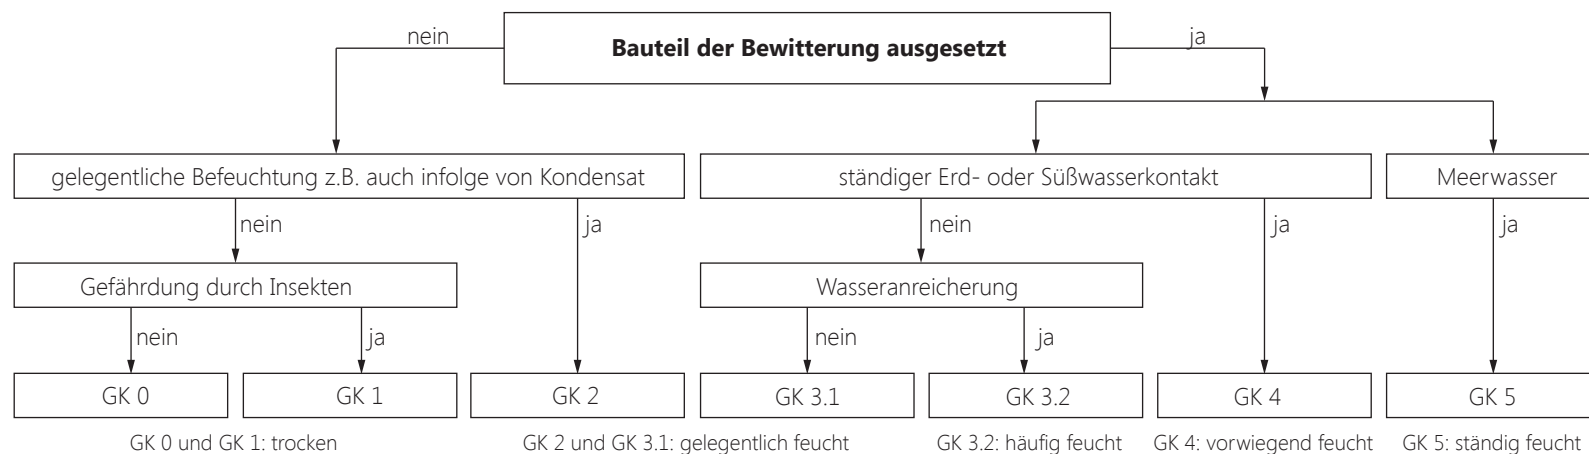 nein
Bauteil der Bewitterung ausgesetzt
ja
gelegentliche Befeuchtung z.B. auch infolge von Kondensat
ständiger Erd- oder Süßwasserkontakt
Meerwasser
nein
ja
nein
ja
ja
Gefährdung durch Insekten
Wasseranreicherung
nein
ja
nein
ja
GK 0
GK 1
GK 2
GK 3.1
GK 3.2
GK 4
GK 5
GK 0 und GK 1: trocken
GK 2 und GK 3.1: gelegentlich feucht
GK 3.2: häufig feucht
GK 4: vorwiegend feucht
GK 5: ständig feucht